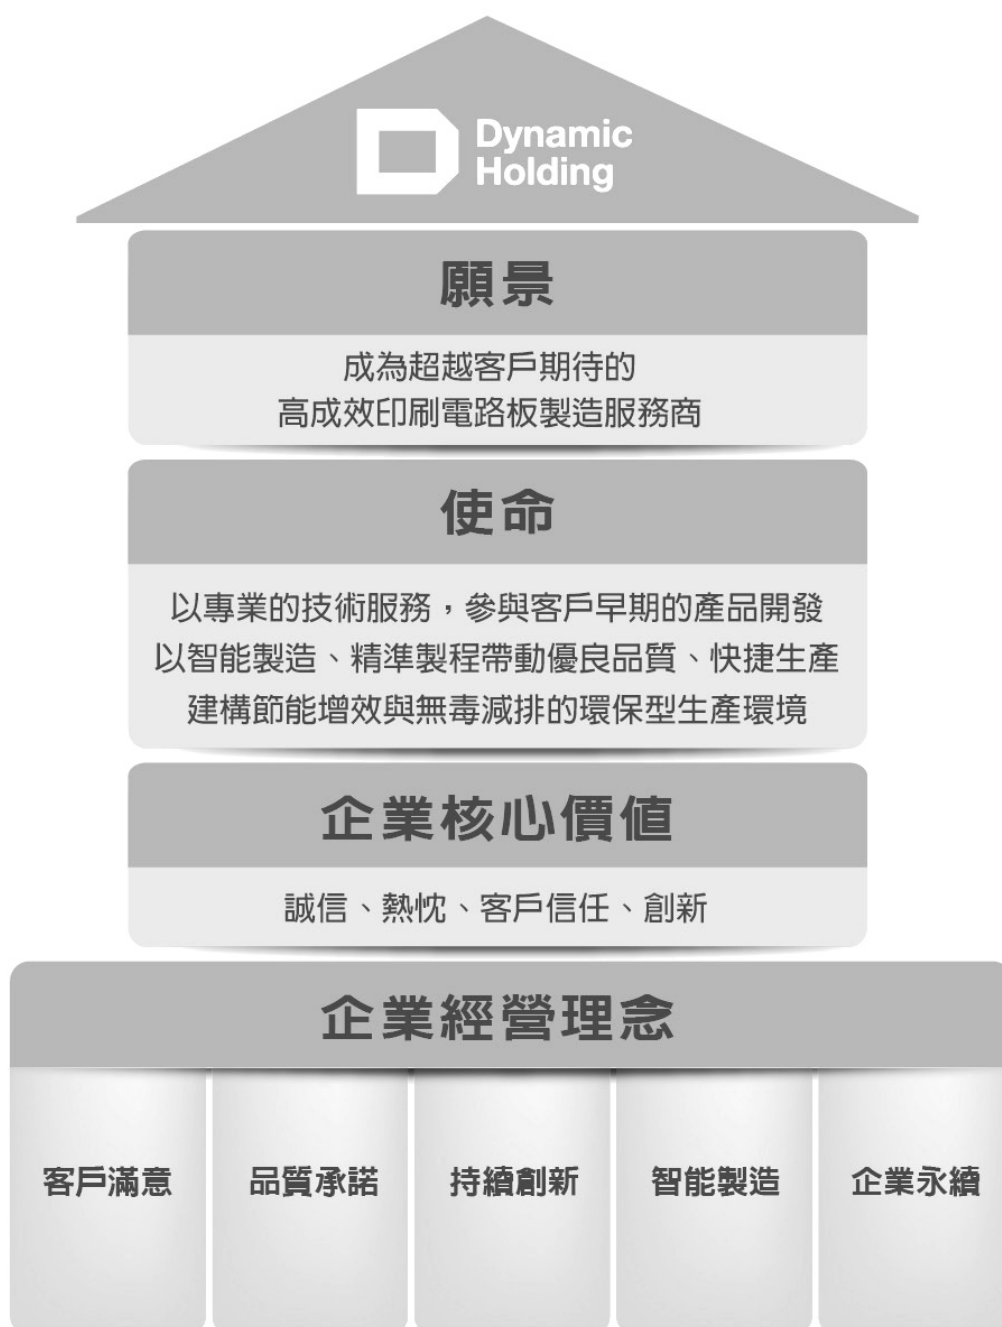 Dynamic
Holding
願景
成為超越客戶期待的
高成效印刷電路板製造服務商
使命
以專業的技術服務，參與客戶早期的產品開發
以智能製造、精準製程帶動優良品質、快捷生產
建構節能增效與無毒減排的環保型生產環境
企業核心價值
誠信、熱忱、客戶信任、創新
企業經營理念
客戶滿意
品質承諾
持續創新
智能製造
企業永續